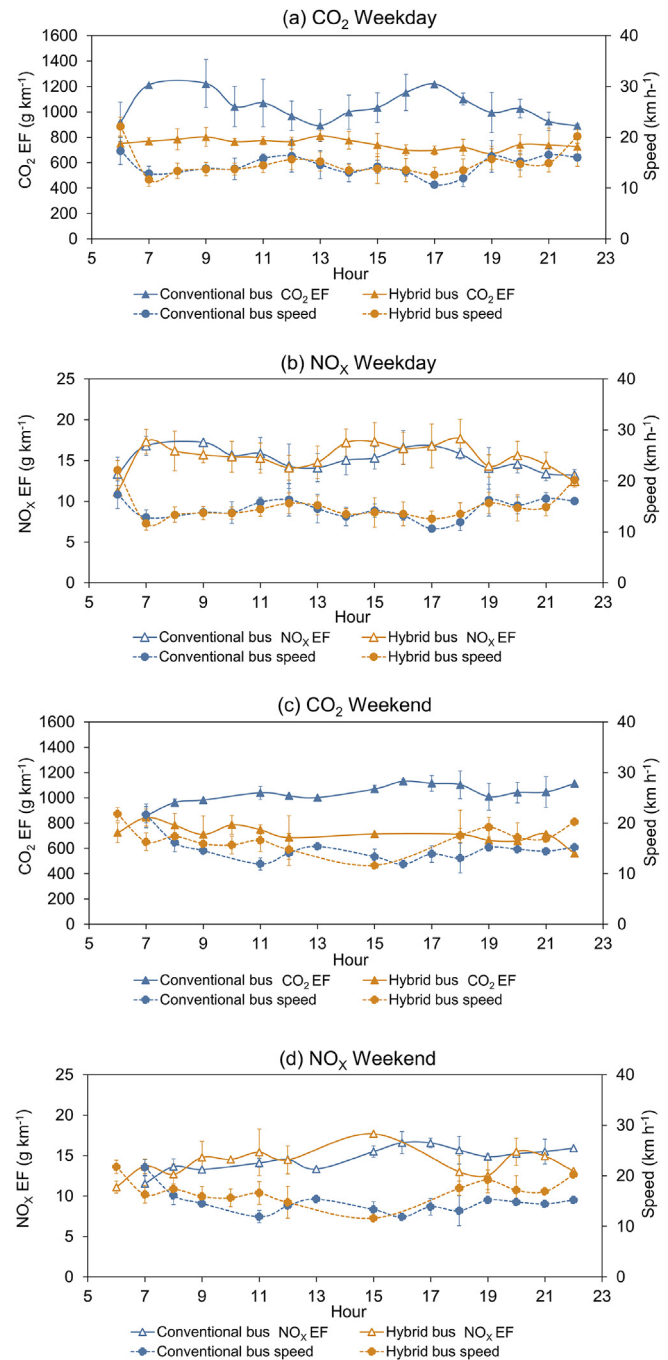 (a) CO₂ Weekday
1600
1400
1200
1000
800
600
400
200
0
CO₂ EF (g km⁻¹)
40
30
20
10
0
Speed (km h-¹)
5 7 9 11 13 15 17 19 21 23
Hour
Conventional bus CO₂ EF Hybrid bus CO₂ EF
Conventional bus speed Hybrid bus speed
(b) NOX Weekday
25
20
15
10
5
0
NOX EF (g km⁻¹)
40
30
20
10
0
Speed (km h-¹)
5 7 9 11 13 15 17 19 21 23
Hour
Conventional bus NOX EF Hybrid bus NOX EF
Conventional bus speed Hybrid bus speed
(c) CO₂ Weekend
1600
1400
1200
1000
800
600
400
200
0
CO₂ EF (g km⁻¹)
40
30
20
10
0
Speed (km h⁻¹)
5 7 9 11 13 15 17 19 21 23
Hour
Conventional bus CO₂ EF Hybrid bus CO₂ EF
Conventional bus speed Hybrid bus speed
(d) NOX Weekend
25
20
15
10
5
0
NOX EF (g km⁻¹)
40
30
20
10
0
Speed (km h⁻¹)
5 7 9 11 13 15 17 19 21 23
Hour
Conventional bus NOX EF Hybrid bus NOX EF
Conventional bus speed Hybrid bus speed